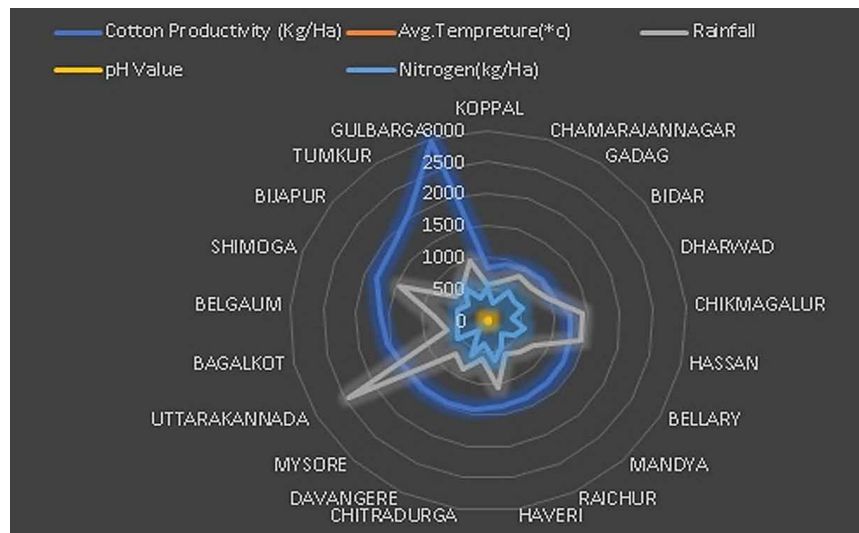 Cotton Productivity (Kg/Ha) Avg.Tempreture(*c) Rainfall
pH Value Nitrogen(kg/Ha)
KOPPAL
GULBARGA 3000 CHAMARAJANNAGAR
TUMKUR 2500 GADAG
BIJAPUR 2000 BIDAR
1500
SHIMOGA 1000 DHARWAD
500
BELGAUM 0 CHIKMAGALUR
BAGALKOT HASSAN
UTTARAKANNADA BELLARY
MYSORE MANDYA
DAVANGERE RAICHUR
CHITRADURGA HAVERI